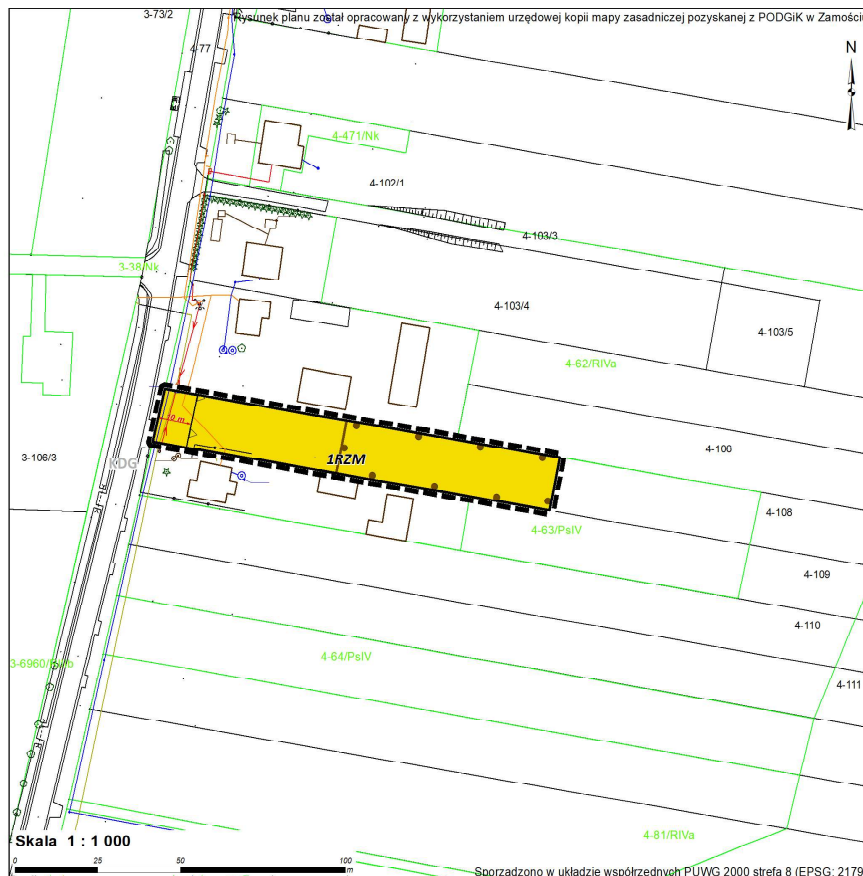 3-73/2
Rysunek planu został opracowany z wykorzystaniem urzędowej kopii mapy zasadniczej pozyskanej z PODGiK w Zamościu
4-77
N
4-471/Nk
4-102/1
4-103/3
3-38/Nk
4-103/4
4-103/5
4-62/RIVa
10 m
4-100
3-106/3
KDG
1RZM
4-108
4-63/PsIV
4-109
4-110
4-64/PsIV
4-111
4-81/RIVa
Skala 1 : 1 000
0 25 50 100
m
Sporządzono w układzie współrzędnych PUWG 2000 strefa 8 (EPSG: 2179